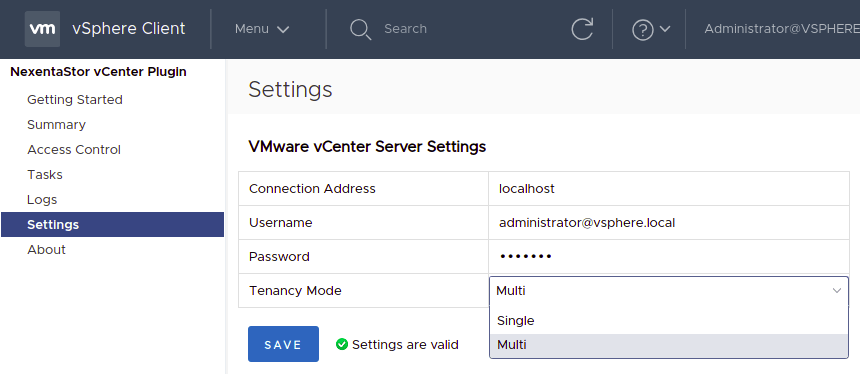 vm vSphere Client Menu Search ? Administrator@VSPHERE
NexentaStor vCenter Plugin
Getting Started
Summary
Access Control
Tasks
Logs
Settings
About
Settings
VMware vCenter Server Settings
Connection Address localhost
Username administrator@vsphere.local
Password •••••••
Tenancy Mode Multi
Single
Multi
SAVE Settings are valid